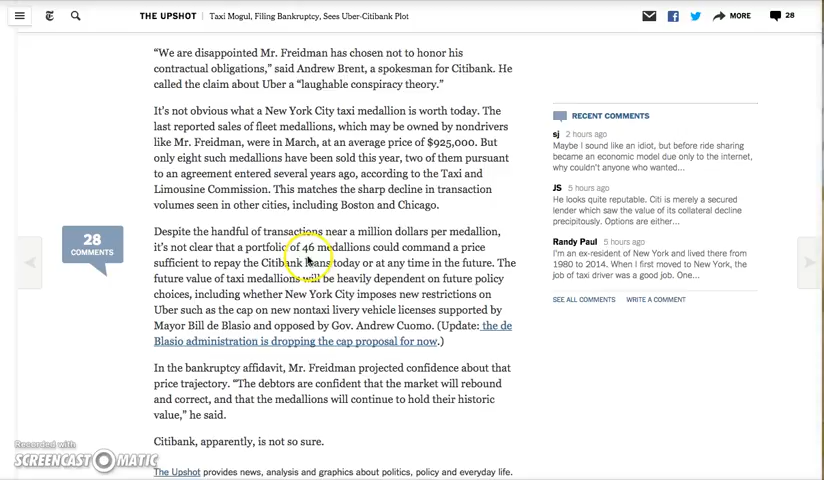 THE UPSHOT | Taxi Mogul, Filing Bankruptcy, Sees Uber-Citibank Plot
MORE
28
“We are disappointed Mr. Freidman has chosen not to honor his
contractual obligations,” said Andrew Brent, a spokesman for Citibank. He
called the claim about Uber a “laughable conspiracy theory.”
It’s not obvious what a New York City taxi medallion is worth today. The
last reported sales of fleet medallions, which may be owned by nondrivers
like Mr. Freidman, were in March, at an average price of $925,000. But
only eight such medallions have been sold this year, two of them pursuant
to an agreement entered several years ago, according to the Taxi and
Limousine Commission. This matches the sharp decline in transaction
volumes seen in other cities, including Boston and Chicago.
Despite the handful of transactions near a million dollars per medallion,
it’s not clear that a portfolio of 46 medallions could command a price
sufficient to repay the Citibank loans today or at any time in the future. The
future value of taxi medallions will be heavily dependent on future policy
choices, including whether New York City imposes new restrictions on
Uber such as the cap on new nontaxi livery vehicle licenses supported by
Mayor Bill de Blasio and opposed by Gov. Andrew Cuomo. (Update: the de
Blasio administration is dropping the cap proposal for now.)
In the bankruptcy affidavit, Mr. Freidman projected confidence about that
price trajectory. “The debtors are confident that the market will rebound
and correct, and that the medallions will continue to hold their historic
value,” he said.
Citibank, apparently, is not so sure.
The Upshot provides news, analysis and graphics about politics, policy and everyday life.
28
COMMENTS
RECENT COMMENTS
sj 2 hours ago
Maybe I sound like an idiot, but before ride sharing
became an economic model due only to the internet,
why couldn't anyone who wanted...
JS 5 hours ago
He looks quite reputable. Citi is merely a secured
lender which saw the value of its collateral decline
precipitously. Options are either...
Randy Paul 5 hours ago
I'm an ex-resident of New York and lived there from
1980 to 2014. When I first moved to New York, the
job of taxi driver was a good job. One...
SEE ALL COMMENTS WRITE A COMMENT
Recorded with
SCREENCAST-O-MATIC